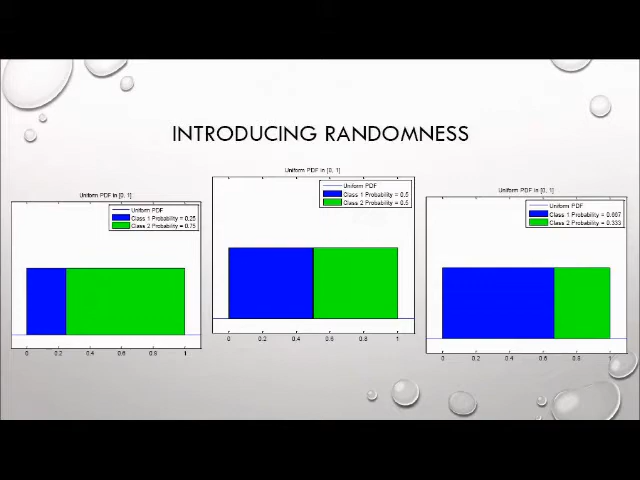 INTRODUCING RANDOMNESS
Uniform PDF in [0, 1]
Uniform PDF
Class 1 Probability = 0.25
Class 2 Probability = 0.75
0 0.2 0.4 0.6 0.8 1
Uniform PDF in [0, 1]
Uniform PDF
Class 1 Probability = 0.5
Class 2 Probability = 0.5
0 0.2 0.4 0.6 0.8 1
Uniform PDF in [0, 1]
Uniform PDF
Class 1 Probability = 0.667
Class 2 Probability = 0.333
0 0.2 0.4 0.6 0.8 1